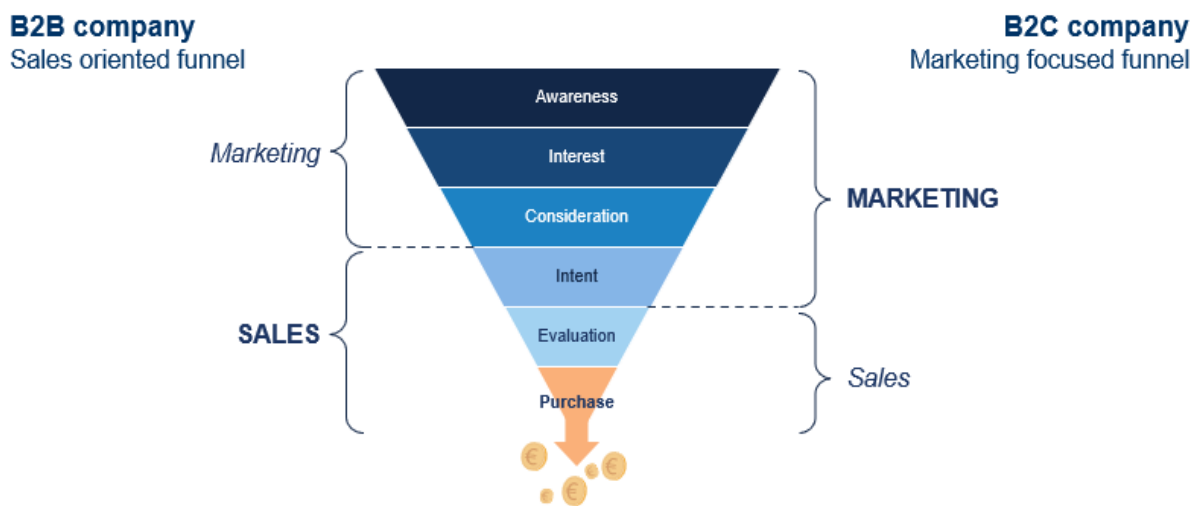 B2B company
Sales oriented funnel
B2C company
Marketing focused funnel
Awareness
Interest
Consideration
Intent
Evaluation
Purchase
Marketing
SALES
MARKETING
Sales
€
€
€
€
€